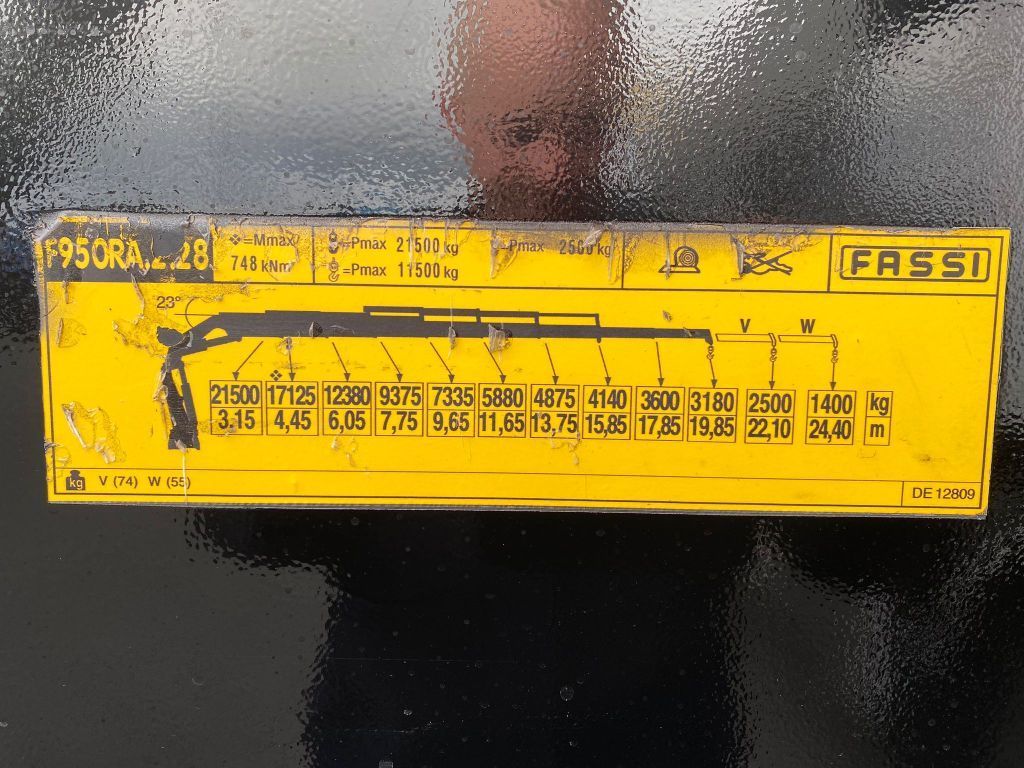 F950RA.2.28
=Mmax
748 kNm
=Pmax 21500 kg
=Pmax 11500 kg
=Pmax 2500 kg
FASSI
23°
V W
21500 17125 12380 9375 7335 5880 4875 4140 3600 3180 2500 1400 kg
3,15 4,45 6,05 7,75 9,65 11,65 13,75 15,85 17,85 19,85 22,10 24,40 m
kg V (74) W (55)
DE 12809